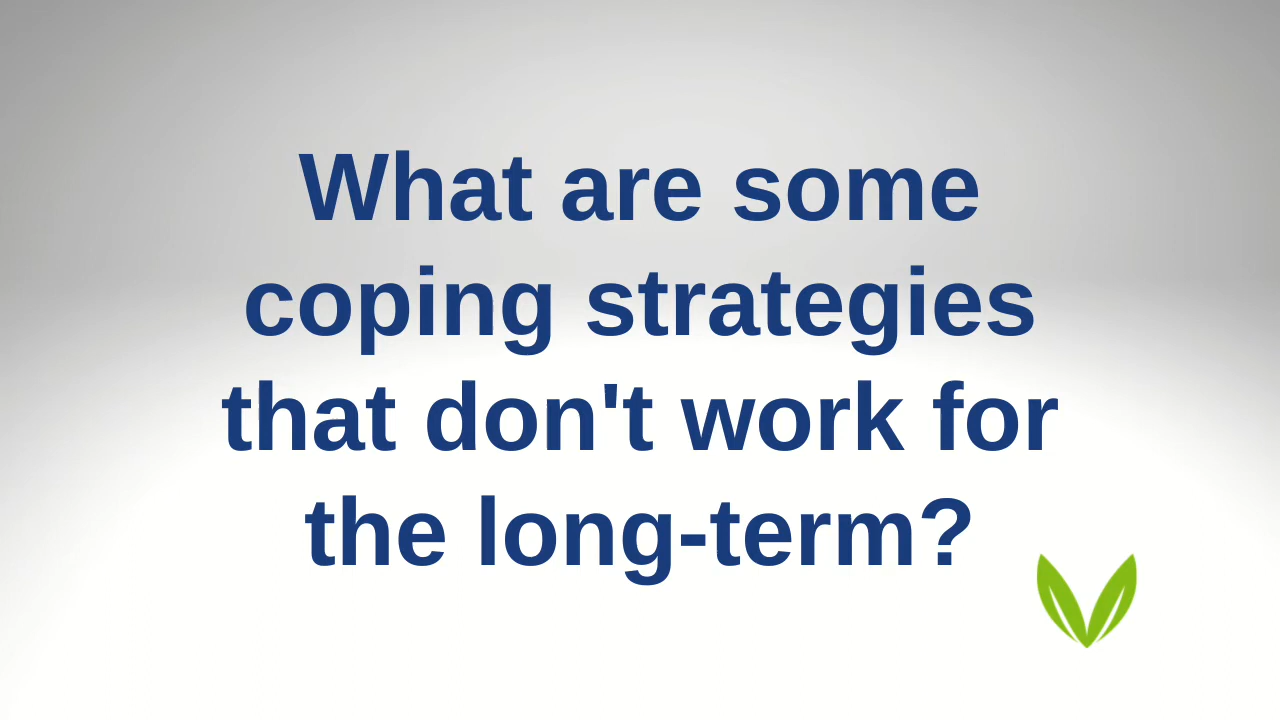 What are some
coping strategies
that don't work for
the long-term?